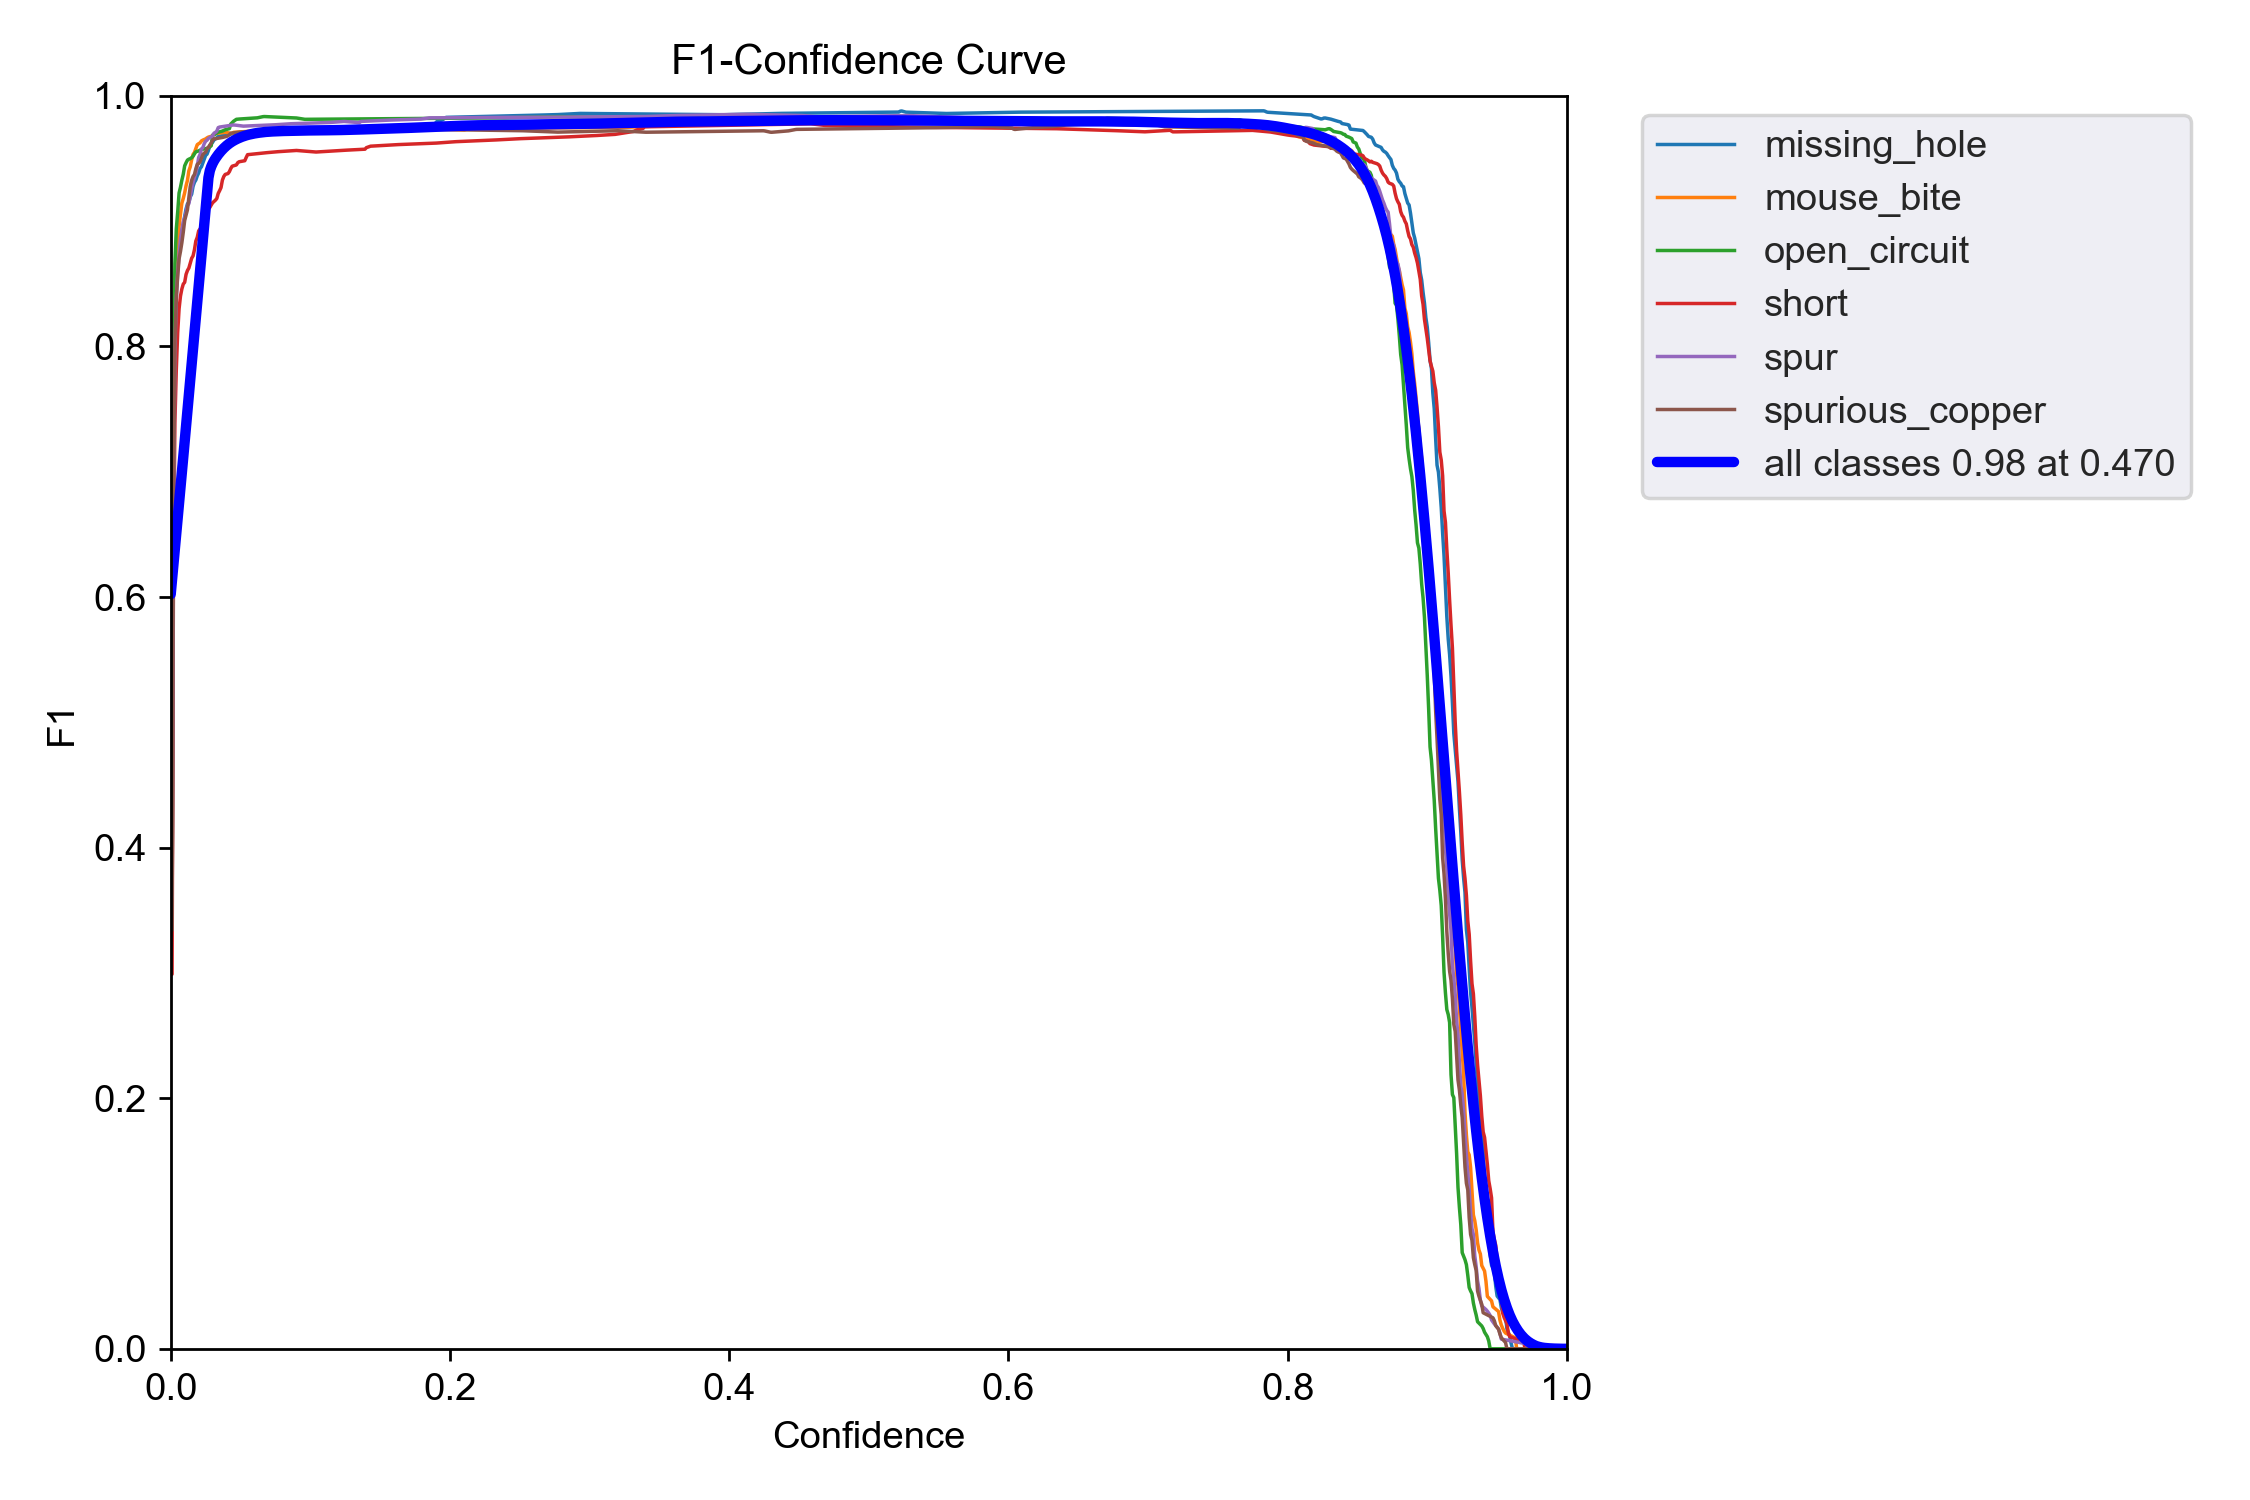 F1-Confidence Curve
1.0
0.8
0.6
0.4
0.2
0.0
F1
0.0 0.2 0.4 0.6 0.8 1.0
Confidence
missing_hole
mouse_bite
open_circuit
short
spur
spurious_copper
all classes 0.98 at 0.470